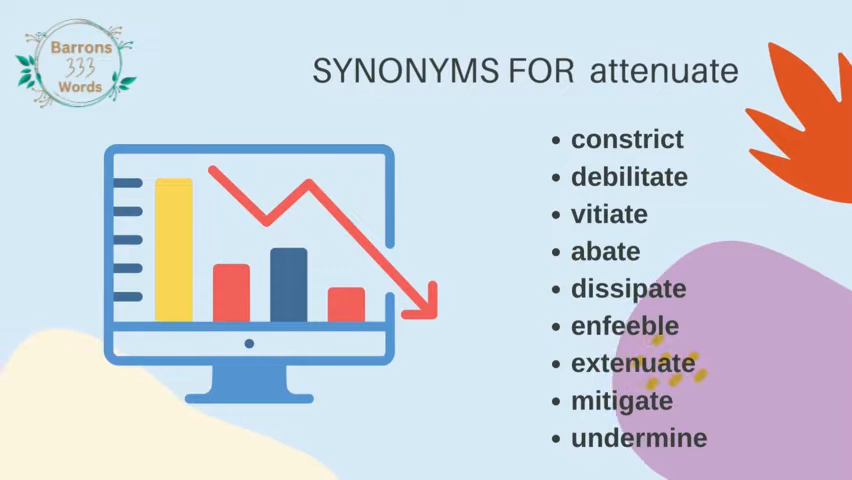 Barrons
333
Words
SYNONYMS FOR attenuate
• constrict
• debilitate
• vitiate
• abate
• dissipate
• enfeeble
• extenuate
• mitigate
• undermine